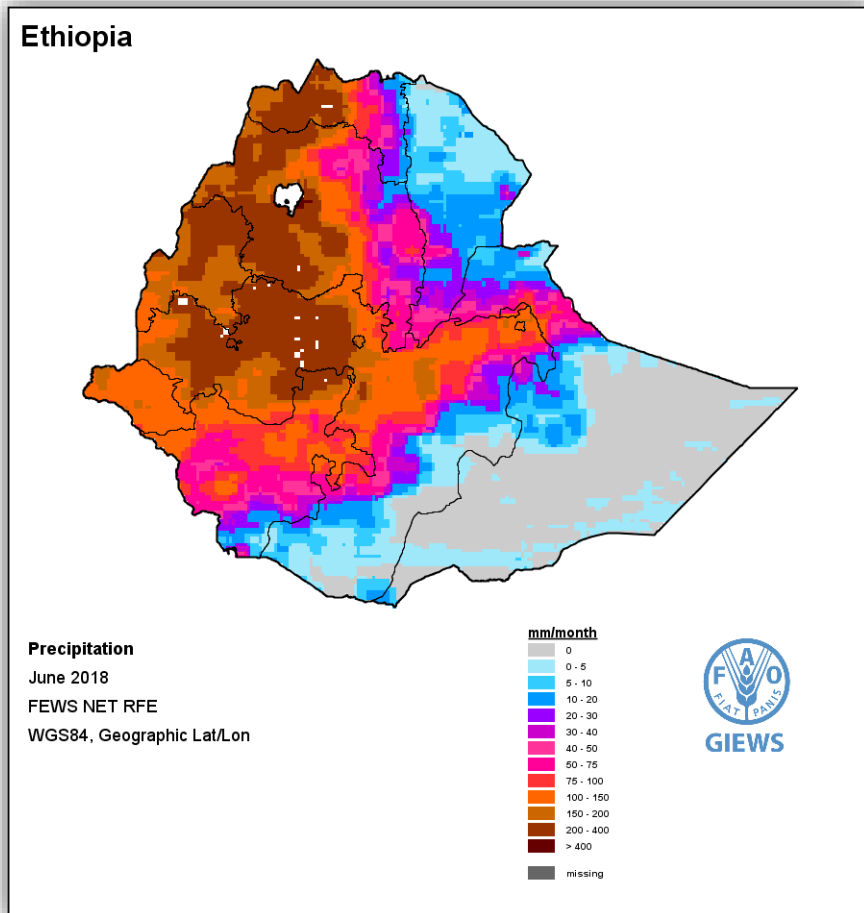 Ethiopia
Precipitation
June 2018
FEWS NET RFE
WGS84, Geographic Lat/Lon
mm/month
0
0 - 5
5 - 10
10 - 20
20 - 30
30 - 40
40 - 50
50 - 75
75 - 100
100 - 150
150 - 200
200 - 400
> 400
missing
F A O
FIAT PANIS
GIEWS